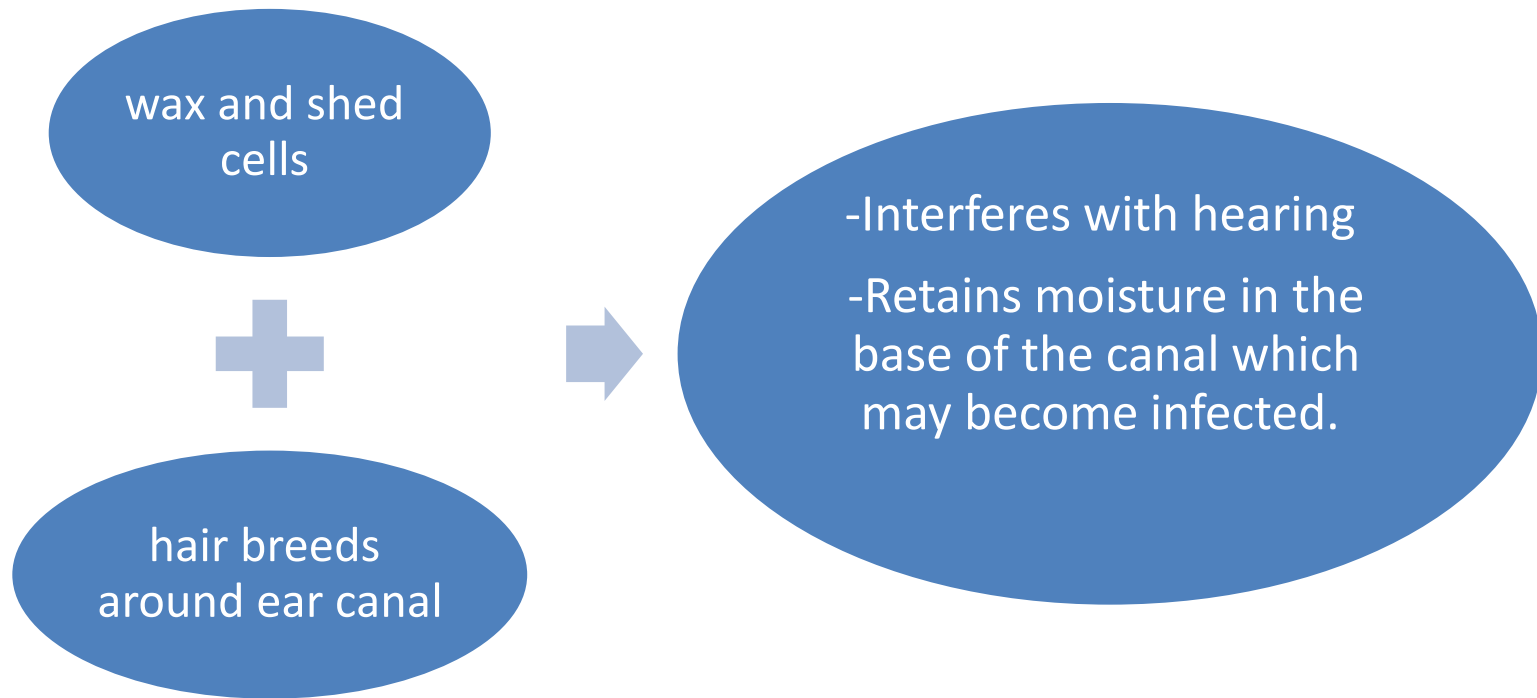 wax and shed
cells
hair breeds
around ear canal
-Interferes with hearing
-Retains moisture in the
base of the canal which
may become infected.